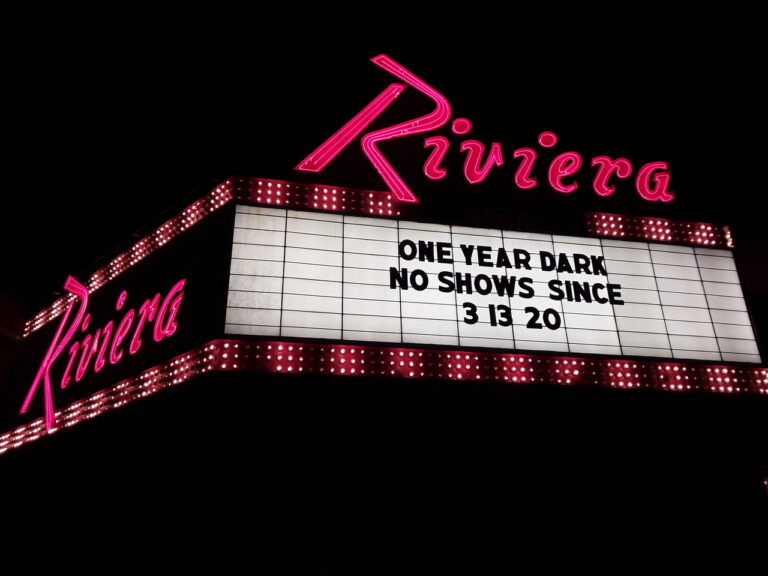 Riviera
ONE YEAR DARK
NO SHOWS SINCE
3 13 20
Riviera